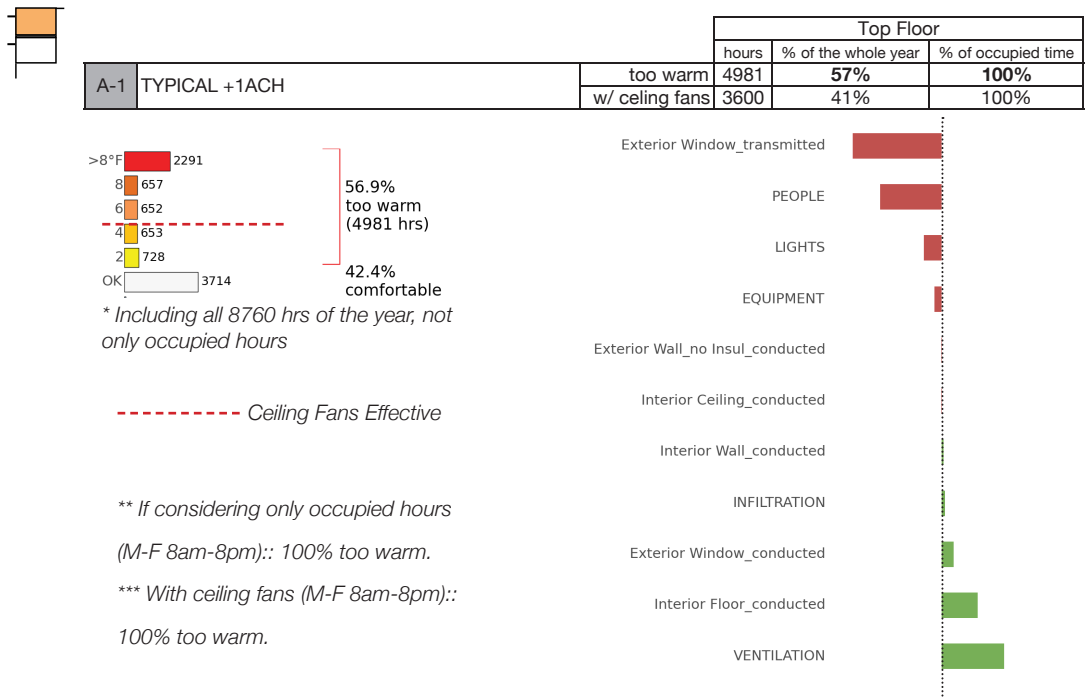 Top Floor
hours % of the whole year % of occupied time
A-1 TYPICAL +1ACH too warm 4981 57% 100%
w/ celing fans 3600 41% 100%
>8°F 2291
8 657
6 652
4 653
2 728
OK 3714
56.9%
too warm
(4981 hrs)
42.4%
comfortable
* Including all 8760 hrs of the year, not
only occupied hours
Ceiling Fans Effective
** If considering only occupied hours
(M-F 8am-8pm):: 100% too warm.
*** With ceiling fans (M-F 8am-8pm)::
100% too warm.
Exterior Window_transmitted
PEOPLE
LIGHTS
EQUIPMENT
Exterior Wall_no Insul_conducted
Interior Ceiling_conducted
Interior Wall_conducted
INFILTRATION
Exterior Window_conducted
Interior Floor_conducted
VENTILATION